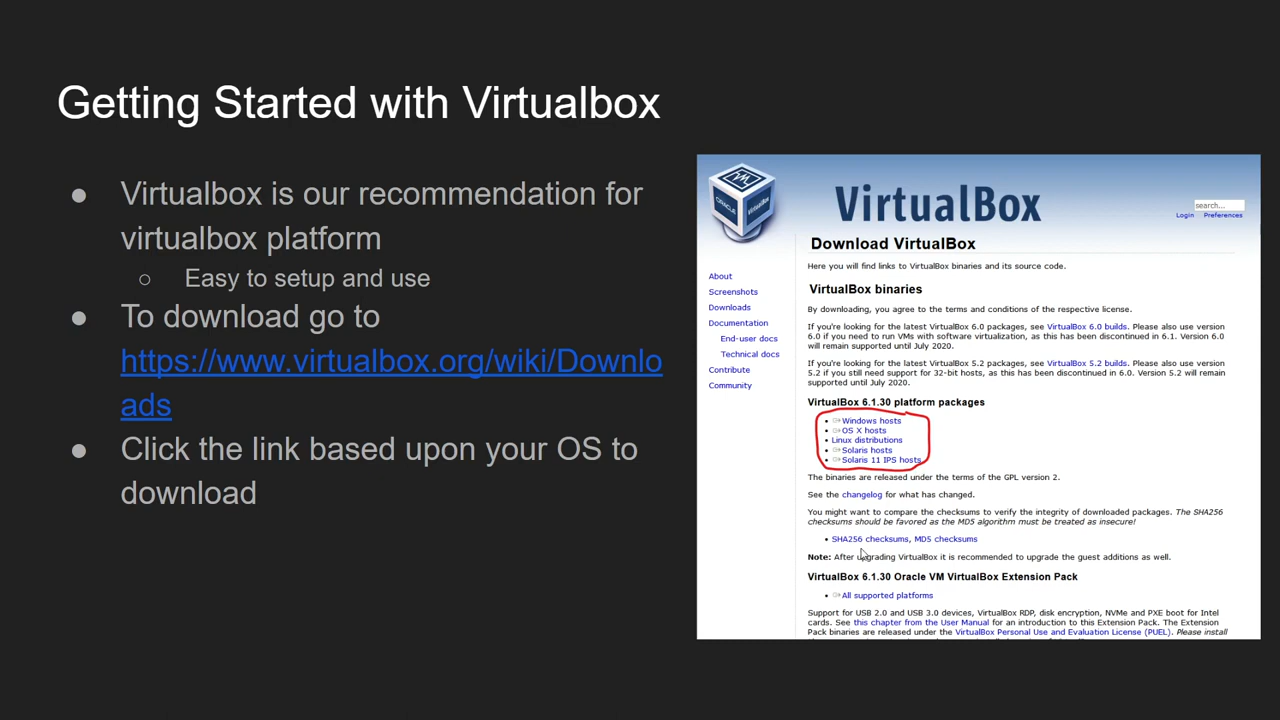 Getting Started with Virtualbox
● Virtualbox is our recommendation for
virtualbox platform
○ Easy to setup and use
● To download go to
https://www.virtualbox.org/wiki/Downlo
ads
● Click the link based upon your OS to
download
VirtualBox
search...
Login Preferences
ORACLE
VirtualBox
About
Screenshots
Downloads
Documentation
End-user docs
Technical docs
Contribute
Community
Download VirtualBox
Here you will find links to VirtualBox binaries and its source code.
VirtualBox binaries
By downloading, you agree to the terms and conditions of the respective license.
If you're looking for the latest VirtualBox 6.0 packages, see VirtualBox 6.0 builds. Please also use version
6.0 if you need to run VMs with software virtualization, as this has been discontinued in 6.1. Version 6.0
will remain supported until July 2020.
If you're looking for the latest VirtualBox 5.2 packages, see VirtualBox 5.2 builds. Please also use version
5.2 if you still need support for 32-bit hosts, as this has been discontinued in 6.0. Version 5.2 will remain
supported until July 2020.
VirtualBox 6.1.30 platform packages
• Windows hosts
• OS X hosts
• Linux distributions
• Solaris hosts
• Solaris 11 IPS hosts
The binaries are released under the terms of the GPL version 2.
See the changelog for what has changed.
You might want to compare the checksums to verify the integrity of downloaded packages. The SHA256
checksums should be favored as the MD5 algorithm must be treated as insecure!
• SHA256 checksums, MD5 checksums
Note: After upgrading VirtualBox it is recommended to upgrade the guest additions as well.
VirtualBox 6.1.30 Oracle VM VirtualBox Extension Pack
• All supported platforms
Support for USB 2.0 and USB 3.0 devices, VirtualBox RDP, disk encryption, NVMe and PXE boot for Intel
cards. See this chapter from the User Manual for an introduction to this Extension Pack. The Extension
Pack binaries are released under the VirtualBox Personal Use and Evaluation License (PUEL). Please install